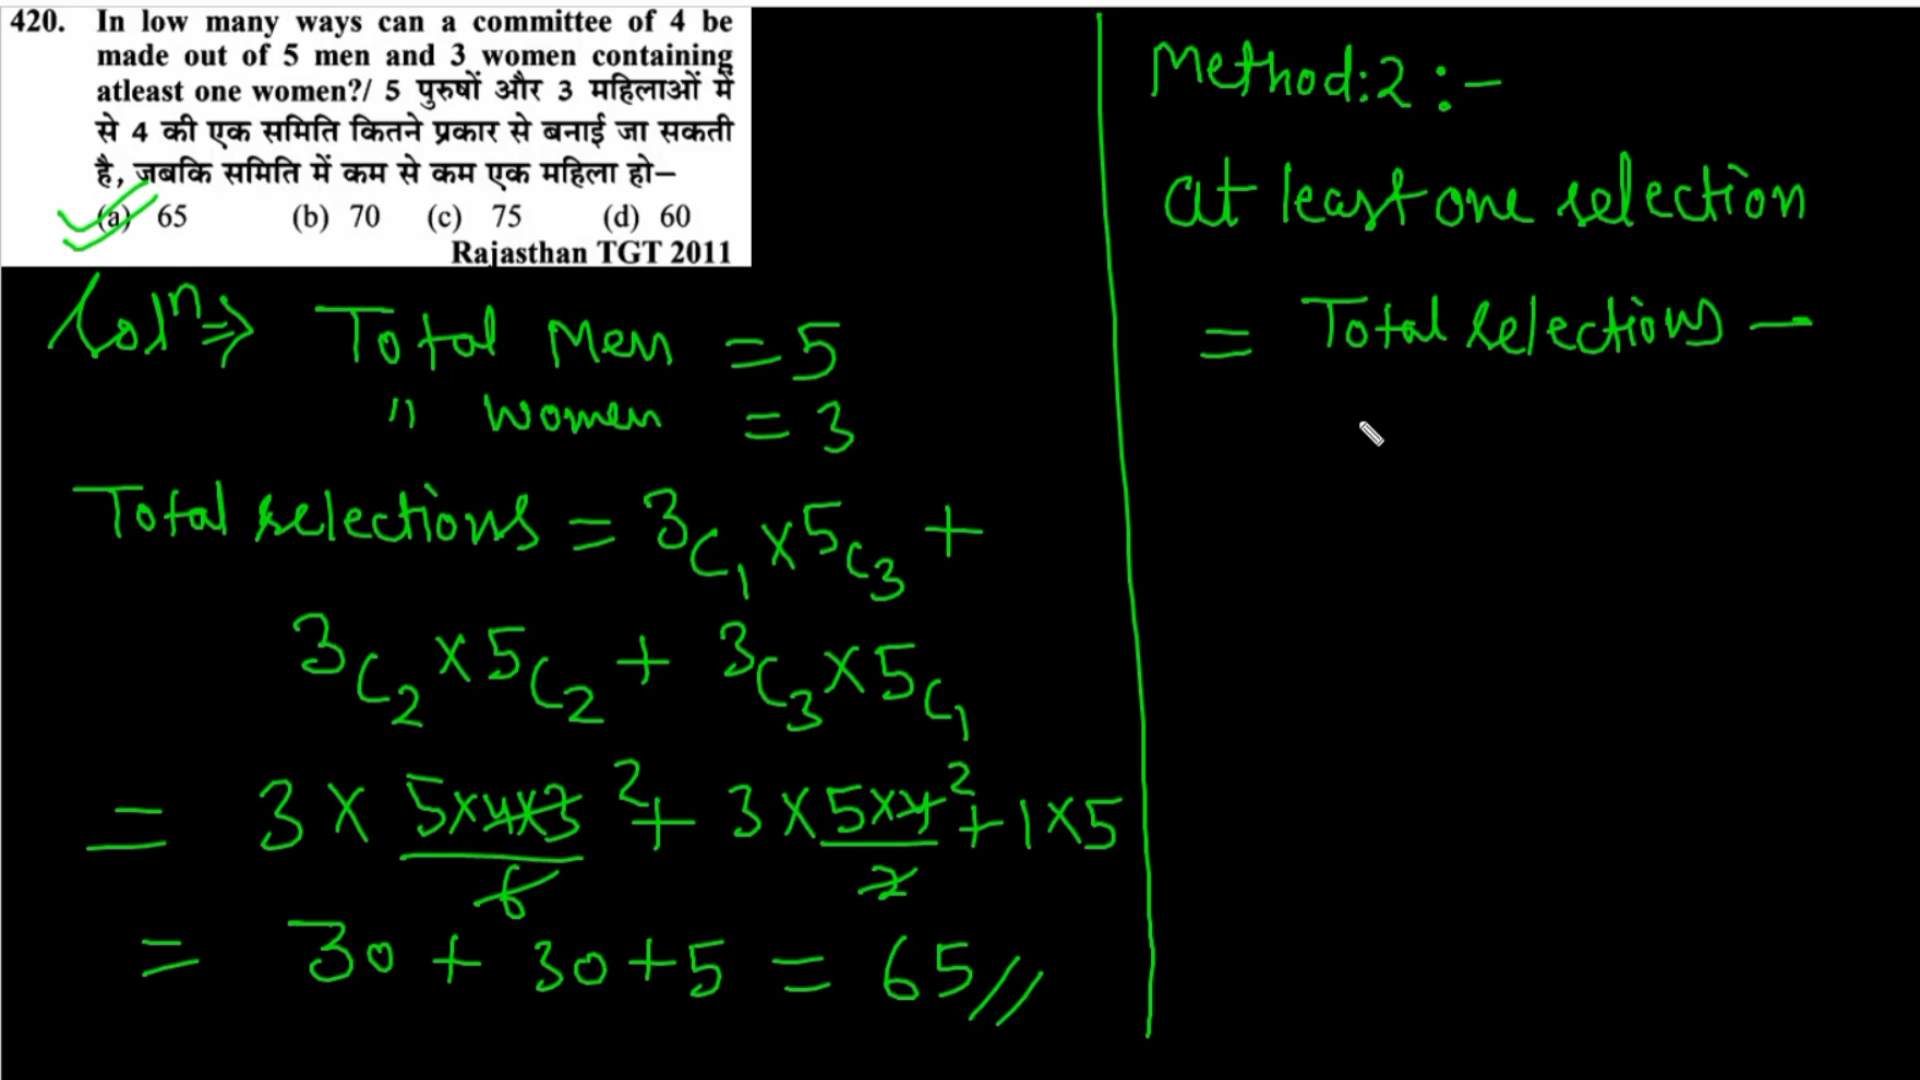 420. In low many ways can a committee of 4 be
made out of 5 men and 3 women containing
atleast one women?/ 5 पुरुषों और 3 महिलाओं में
से 4 की एक समिति कितने प्रकार से बनाई जा सकती
है, जबकि समिति में कम से कम एक महिला हो–
(a) 65 (b) 70 (c) 75 (d) 60
Rajasthan TGT 2011
Solⁿ ⇒ Total Men = 5
" women = 3
Total selections = 3C₁ × 5C₃ +
3C₂ × 5C₂ + 3C₃ × 5C₁
= 3 × 5×4×3/6 2 + 3 × 5×4/2 2 + 1 × 5
= 30 + 30 + 5 = 65//
Method:2 :-
at least one selection
= Total selections -